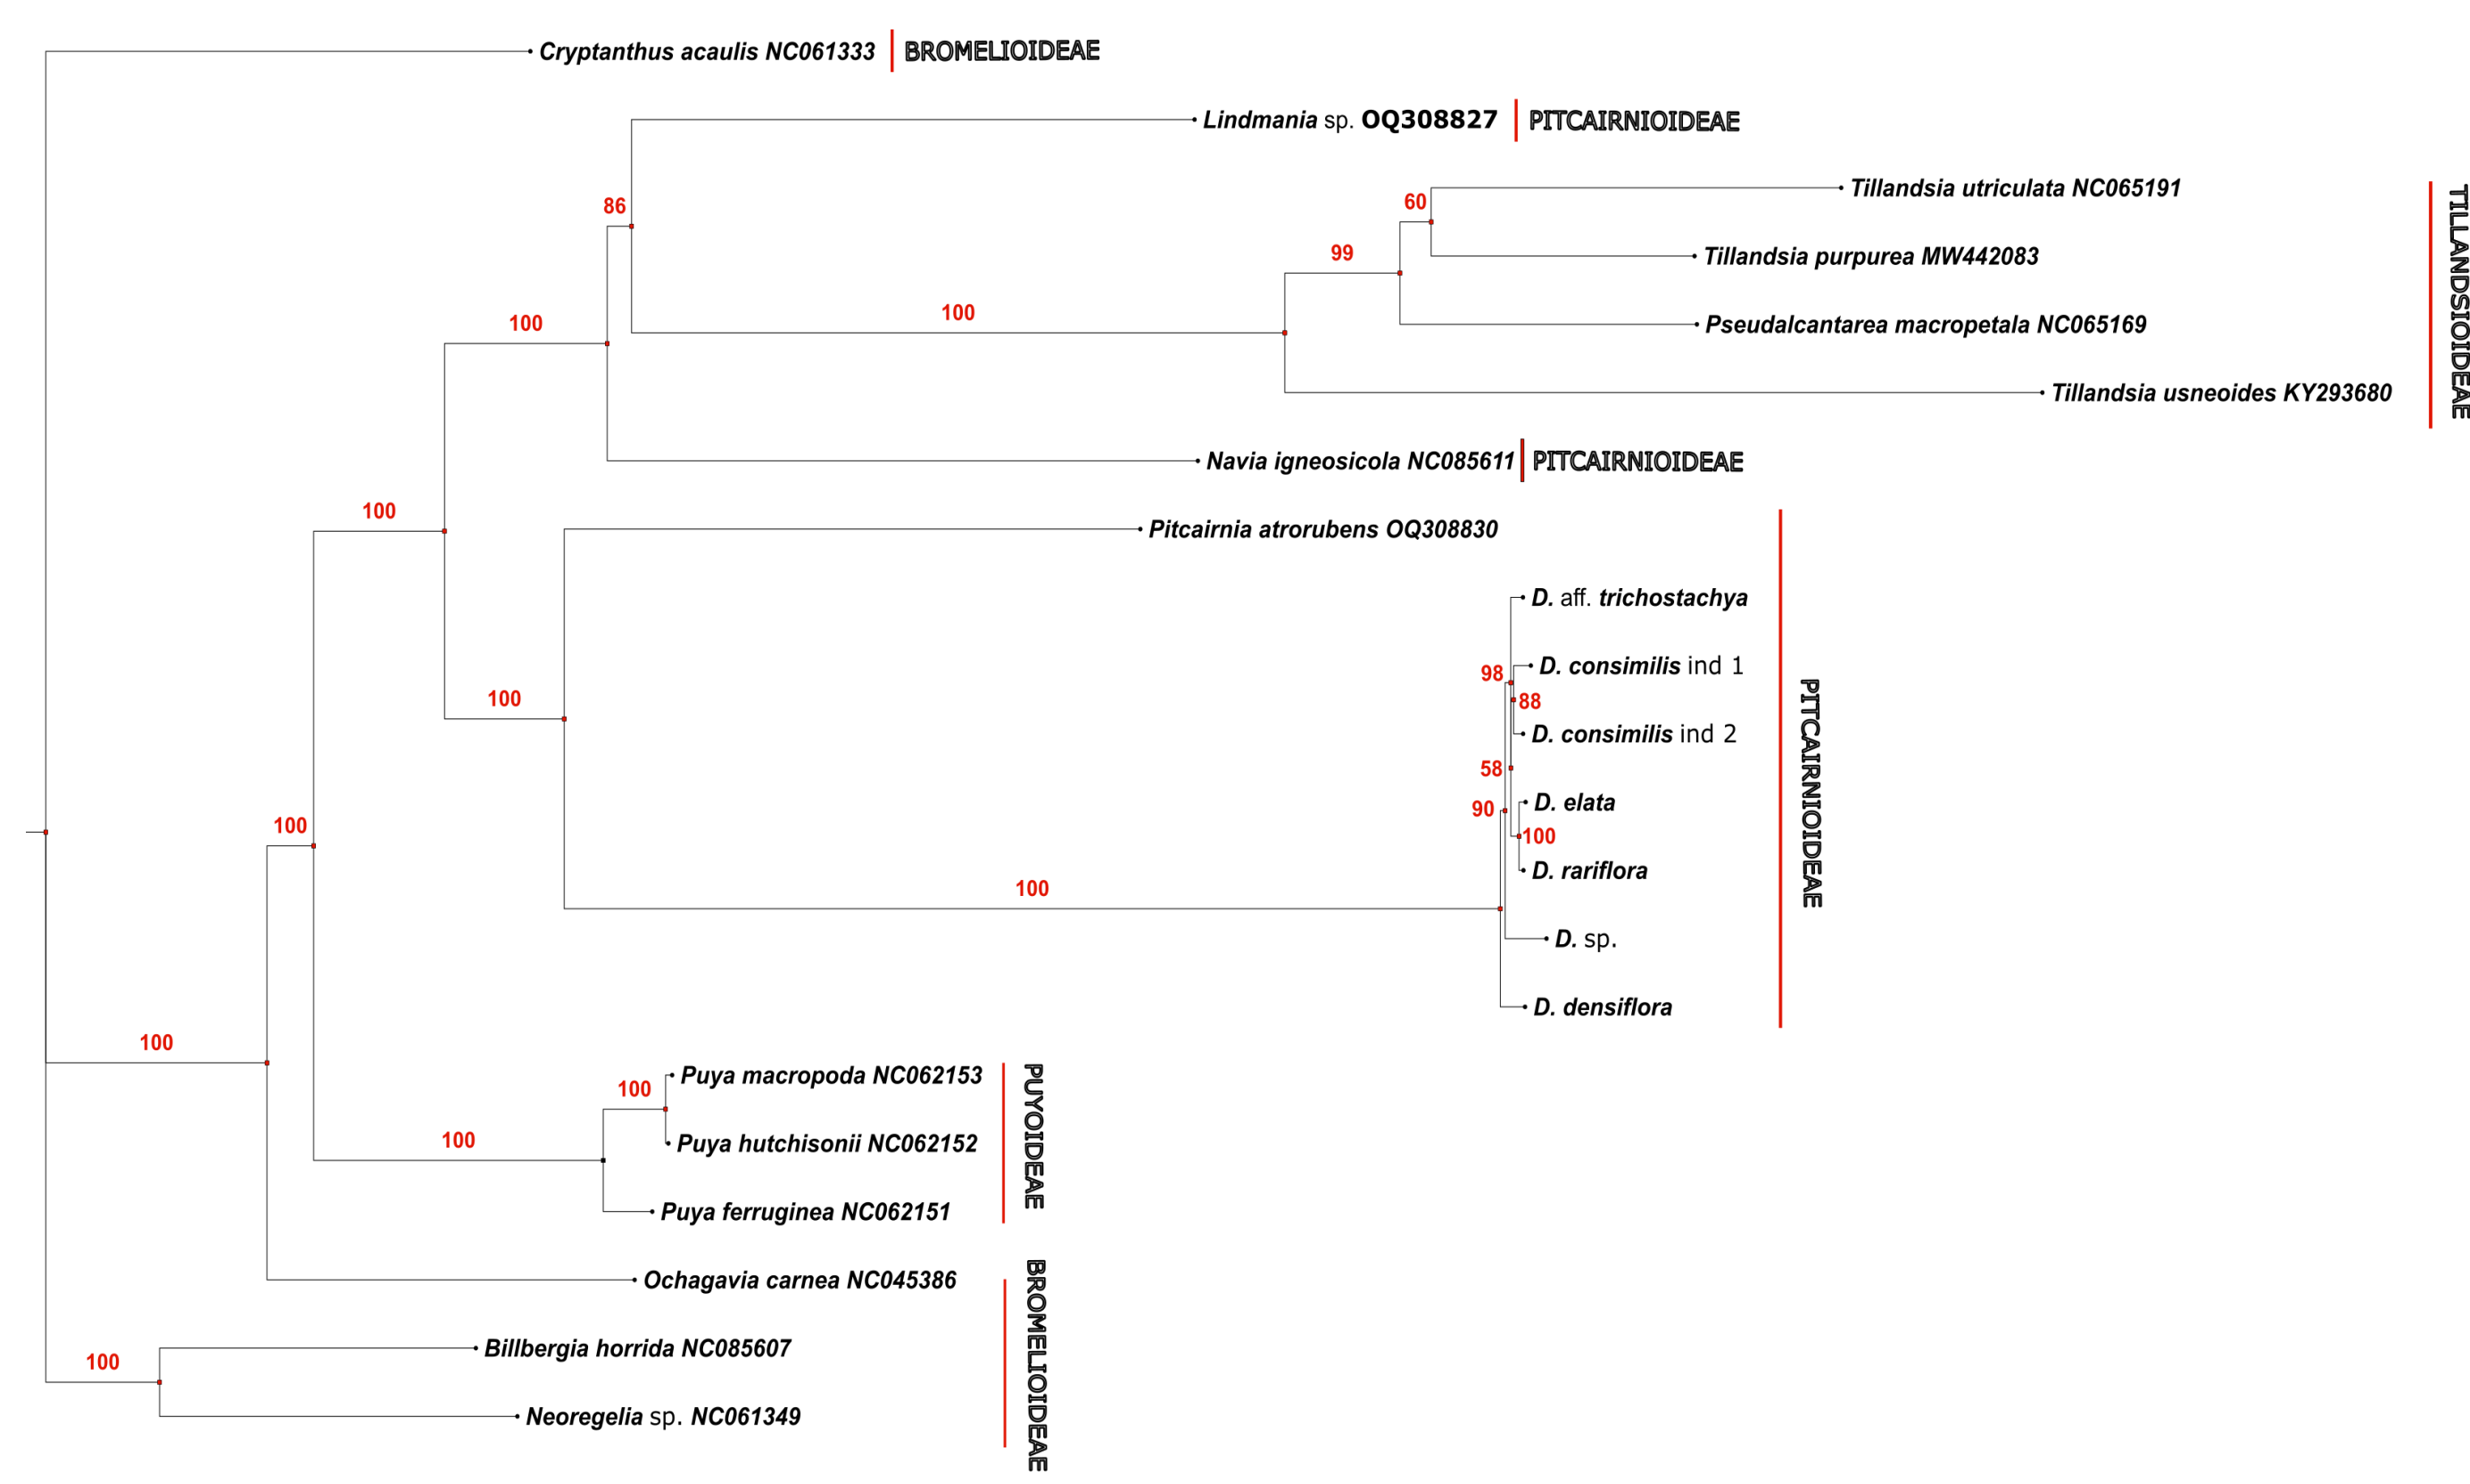 Cryptanthus acaulis NC061333 BROMELIOIDEAE
Lindmania sp. OQ308827 PITCAIRNIOIDEAE
Tillandsia utriculata NC065191
60
86
Tillandsia purpurea MW442083
99
TILLANDSIOIDEAE
100
Pseudalcantarea macropetala NC065169
100
Tillandsia usneoides KY293680
Navia igneosicola NC085611 PITCAIRNIOIDEAE
100
Pitcairnia atrorubens OQ308830
D. aff. trichostachya
D. consimilis ind 1
98
100
88
D. consimilis ind 2
58
PITCAIRNIOIDEAE
D. elata
90
100
100
D. rariflora
100
D. sp.
D. densiflora
100
Puya macropoda NC062153
100
PUYOIDEAE
100
Puya hutchisonii NC062152
Puya ferruginea NC062151
Ochagavia carnea NC045386
Billbergia horrida NC085607
BROMELIOIDEAE
100
Neoregelia sp. NC061349